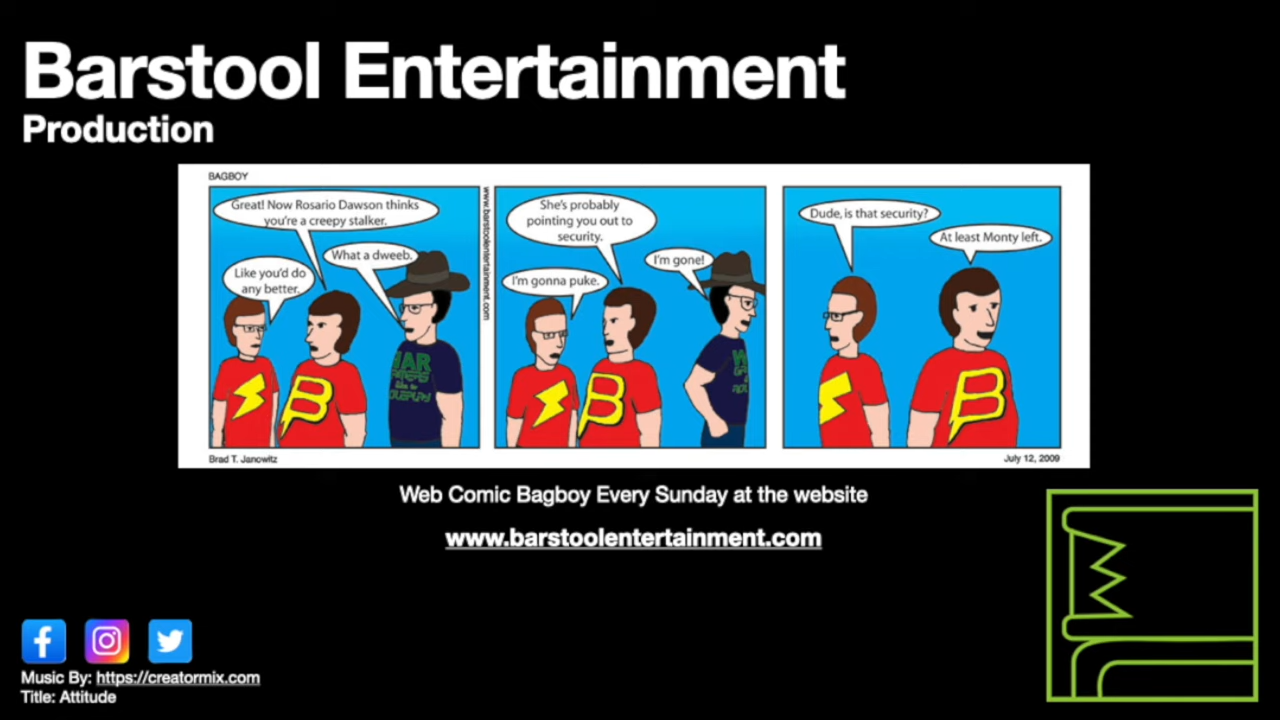 Barstool Entertainment
Production
BAGBOY
Great! Now Rosario Dawson thinks
you're a creepy stalker.
What a dweeb.
Like you'd do
any better.
www.barstoolentertainment.com
She's probably
pointing you out to
security.
I'm gone!
I'm gonna puke.
Dude, is that security?
At least Monty left.
B
B
B
Brad T. Janowitz
July 12, 2009
Web Comic Bagboy Every Sunday at the website
www.barstoolentertainment.com
Music By: https://creatormix.com
Title: Attitude